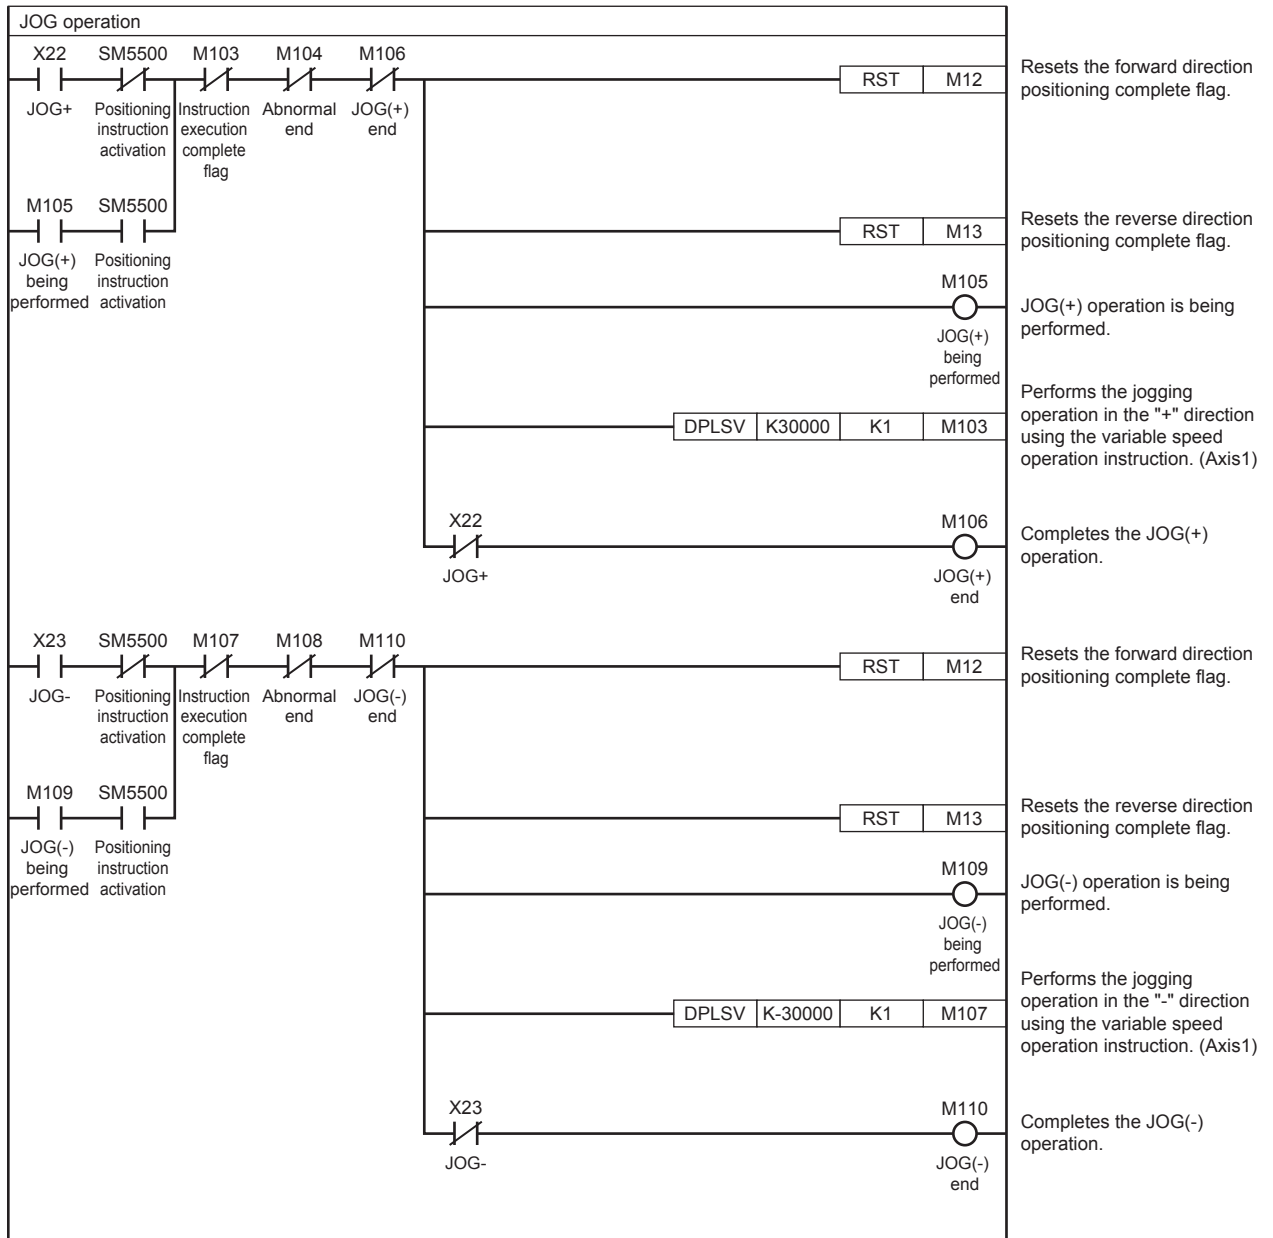 JOG operation
X22 SM5500 M103 M104 M106
RST M12
JOG+ Positioning instruction activation Instruction execution complete flag Abnormal end JOG(+) end
Resets the forward direction
positioning complete flag.
M105 SM5500
RST M13
JOG(+) being performed Positioning instruction activation
Resets the reverse direction
positioning complete flag.
M105
JOG(+)
being
performed
JOG(+) operation is being
performed.
DPLSV K30000 K1 M103
Performs the jogging
operation in the "+" direction
using the variable speed
operation instruction. (Axis1)
X22 M106
JOG+ JOG(+)
end
Completes the JOG(+)
operation.
X23 SM5500 M107 M108 M110
RST M12
JOG- Positioning instruction activation Instruction execution complete flag Abnormal end JOG(-) end
Resets the forward direction
positioning complete flag.
M109 SM5500
RST M13
JOG(-) being performed Positioning instruction activation
Resets the reverse direction
positioning complete flag.
M109
JOG(-)
being
performed
JOG(-) operation is being
performed.
DPLSV K-30000 K1 M107
Performs the jogging
operation in the "-" direction
using the variable speed
operation instruction. (Axis1)
X23 M110
JOG- JOG(-)
end
Completes the JOG(-)
operation.